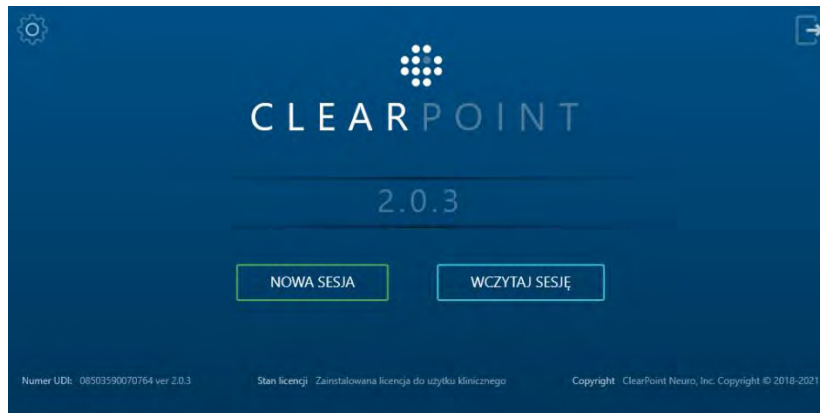 CLEARPOINT
2.0.3
NOWA SESJA
WCZYTAJ SESJĘ
Numer UDI: 08503590070764 ver 2.0.3
Stan licencji Zainstalowana licencja do użytku klinicznego
Copyright ClearPoint Neuro, Inc. Copyright © 2018-2021